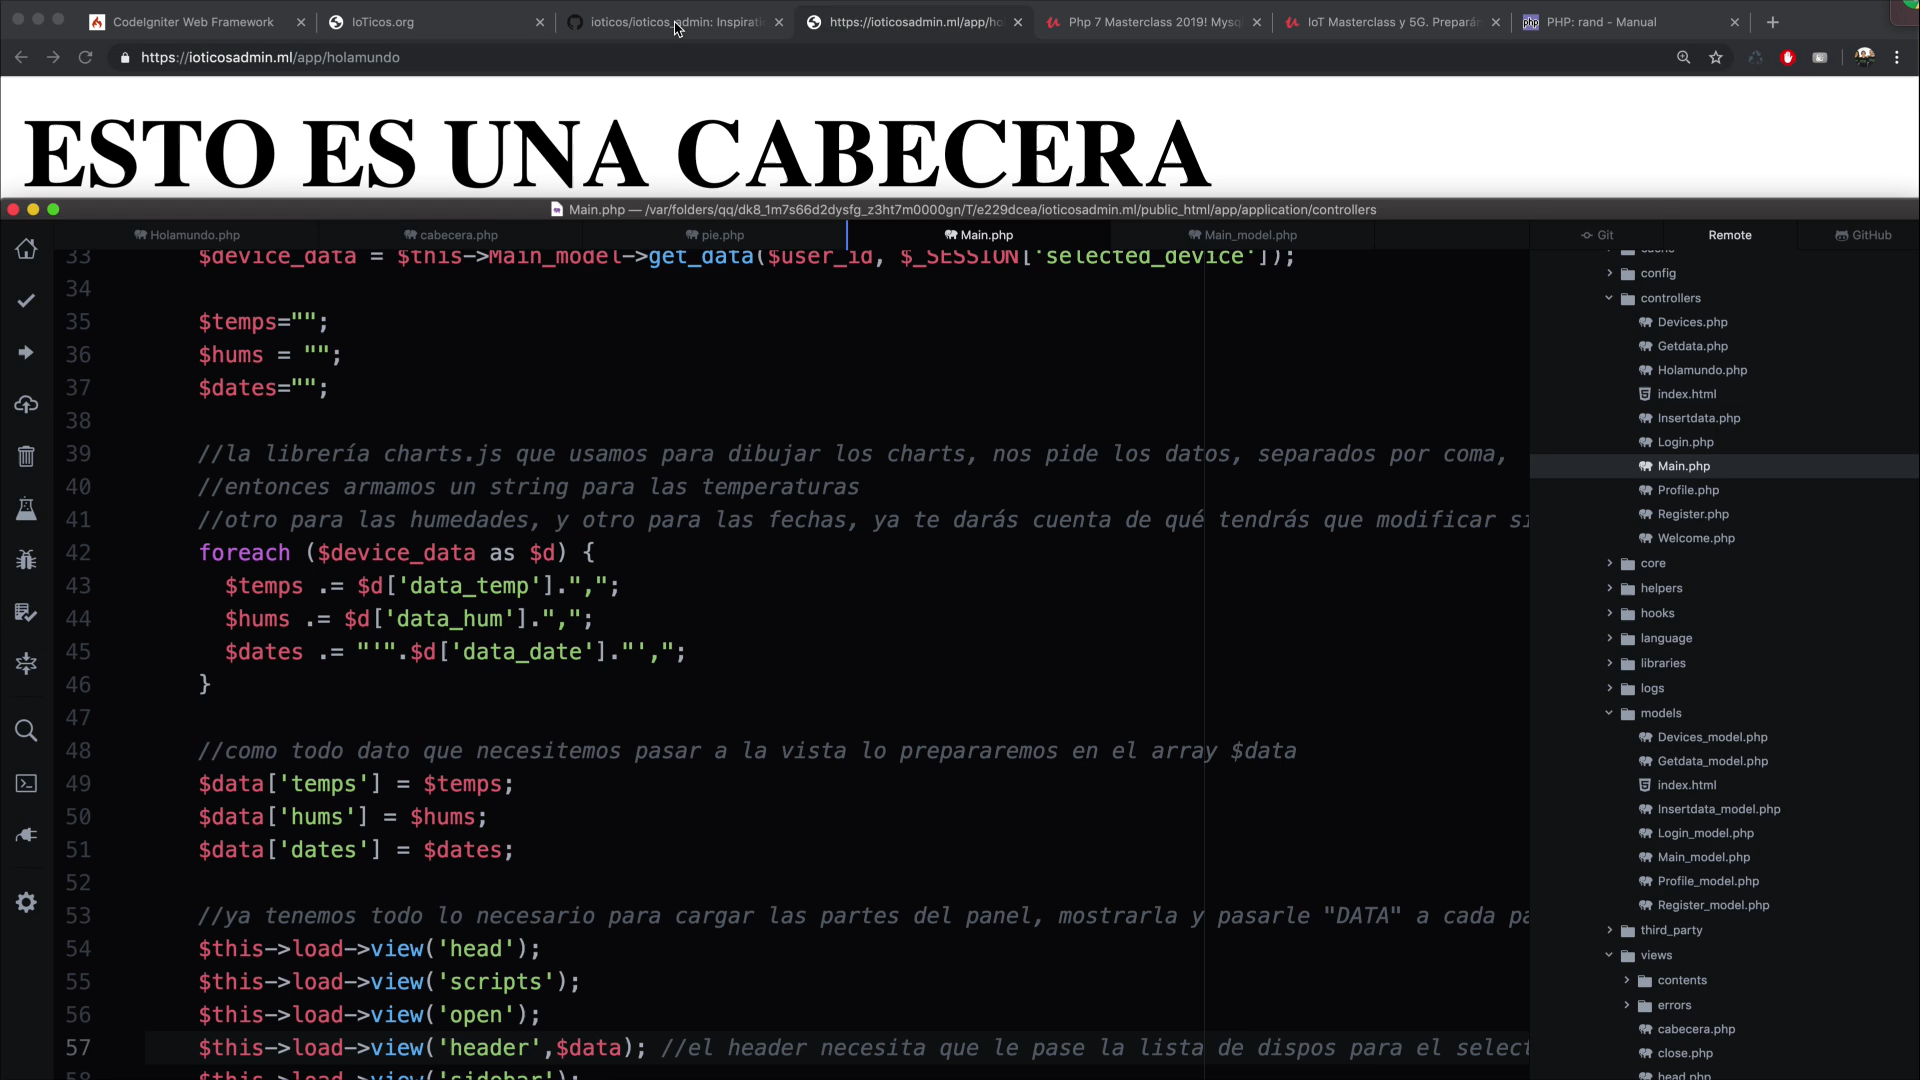 CodeIgniter Web Framework
IoTicos.org
ioticos/ioticos_admin: Inspirati
https://ioticosadmin.ml/app/ho
Php 7 Masterclass 2019! Mysq
IoT Masterclass y 5G. Prepará
PHP: rand - Manual
https://ioticosadmin.ml/app/holamundo
ESTO ES UNA CABECERA
Main.php — /var/folders/qq/dk8_1m7s66d2dysfg_z3ht7m0000gn/T/e229dcea/ioticosadmin.ml/public_html/app/application/controllers
Holamundo.php
cabecera.php
pie.php
Main.php
Main_model.php
Git
Remote
GitHub
33 $device_data = $this->Main_model->get_data($user_id, $_SESSION['selected_device']);
34
35 $temps="";
36 $hums = "";
37 $dates="";
38
39 //la librería charts.js que usamos para dibujar los charts, nos pide los datos, separados por coma,
40 //entonces armamos un string para las temperaturas
41 //otro para las humedades, y otro para las fechas, ya te darás cuenta de qué tendrás que modificar si
42 foreach ($device_data as $d) {
43 $temps .= $d['data_temp'].",";
44 $hums .= $d['data_hum'].",";
45 $dates .= "'".$d['data_date']."',";
46 }
47
48 //como todo dato que necesitemos pasar a la vista lo prepararemos en el array $data
49 $data['temps'] = $temps;
50 $data['hums'] = $hums;
51 $data['dates'] = $dates;
52
53 //ya tenemos todo lo necesario para cargar las partes del panel, mostrarla y pasarle "DATA" a cada pa
54 $this->load->view('head');
55 $this->load->view('scripts');
56 $this->load->view('open');
57 $this->load->view('header',$data); //el header necesita que le pase la lista de dispos para el select
58 $this->load->view('sidebar');
cache
config
controllers
Devices.php
Getdata.php
Holamundo.php
index.html
Insertdata.php
Login.php
Main.php
Profile.php
Register.php
Welcome.php
core
helpers
hooks
language
libraries
logs
models
Devices_model.php
Getdata_model.php
index.html
Insertdata_model.php
Login_model.php
Main_model.php
Profile_model.php
Register_model.php
third_party
views
contents
errors
cabecera.php
close.php
head.php